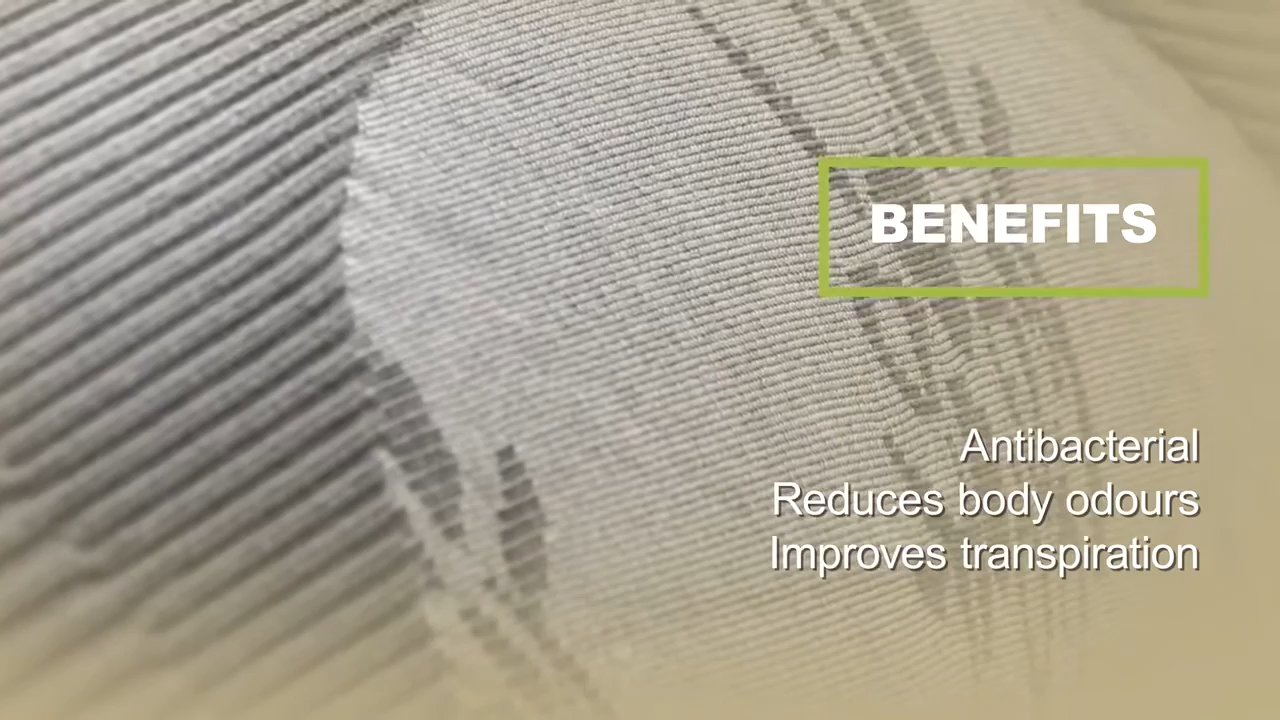 BENEFITS
Antibacterial
Reduces body odours
Improves transpiration